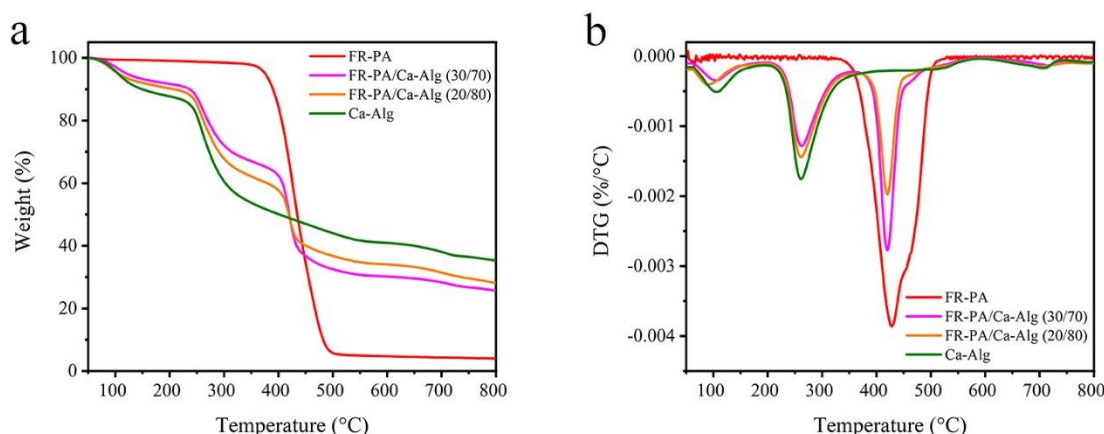 a
100
80
60
40
20
0
Weight (%)
FR-PA
FR-PA/Ca-Alg (30/70)
FR-PA/Ca-Alg (20/80)
Ca-Alg
100 200 300 400 500 600 700 800
Temperature (°C)
b
0.000
-0.001
-0.002
-0.003
-0.004
DTG (%/°C)
FR-PA
FR-PA/Ca-Alg (30/70)
FR-PA/Ca-Alg (20/80)
Ca-Alg
100 200 300 400 500 600 700 800
Temperature (°C)